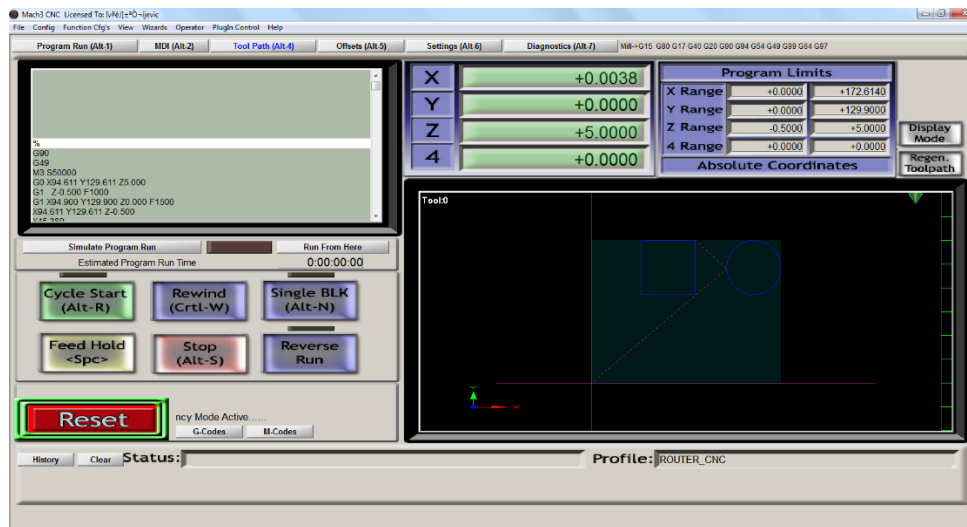 Mach3 CNC Licensed To:
File Config Function Cfg's View Wizards Operator PlugIn Control Help
Program Run (Alt-1) MDI (Alt-2) Tool Path (Alt-4) Offsets (Alt-5) Settings (Alt-6) Diagnostics (Alt-7) Mill->G15 G80 G17 G40 G20 G90 G94 G54 G49 G99 G64 G97
%
G90
G49
M3 S50000
G0 X94.611 Y129.611 Z5.000
G1 Z-0.500 F1000
G1 X94.900 Y129.900 Z0.000 F1500
X94.611 Y129.611 Z-0.500
X45.380
X +0.0038
Y +0.0000
Z +5.0000
4 +0.0000
Program Limits
X Range +0.0000 +172.6140
Y Range +0.0000 +129.9000
Z Range -0.5000 +5.0000
4 Range +0.0000 +0.0000
Absolute Coordinates
Display Mode
Regen. Toolpath
Simulate Program Run Run From Here
Estimated Program Run Time 0:00:00:00
Cycle Start (Alt-R)
Rewind (Crtl-W)
Single BLK (Alt-N)
Feed Hold <Spc>
Stop (Alt-S)
Reverse Run
Tool:0
Reset
ncy Mode Active......
G-Codes M-Codes
History Clear Status: Profile: ROUTER_CNC